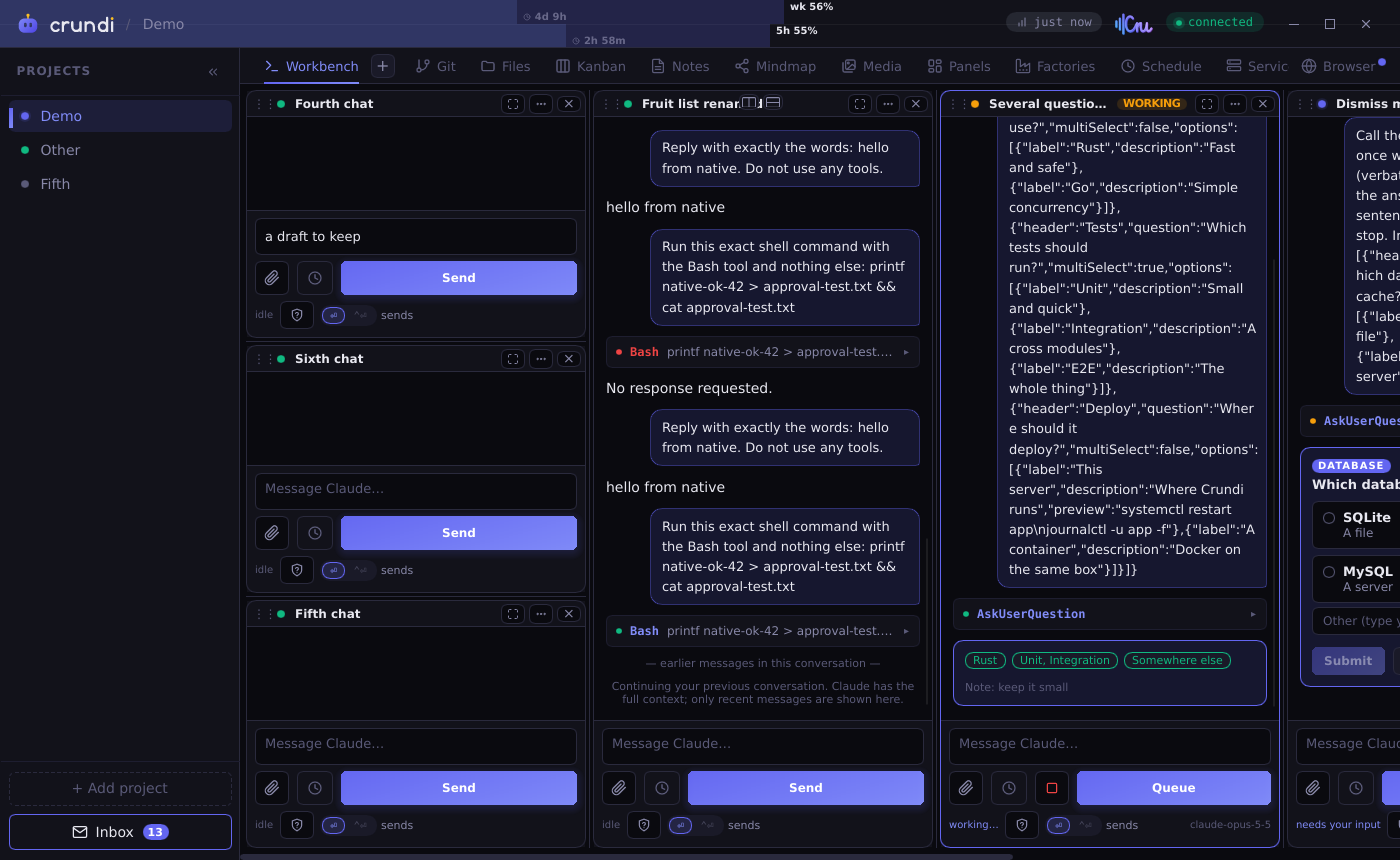 crundi / Demo
4d 9h
wk 56%
2h 58m
5h 55%
just now
Cru
connected
PROJECTS
Demo
Other
Fifth
+ Add project
Inbox 13
Workbench
Git
Files
Kanban
Notes
Mindmap
Media
Panels
Factories
Schedule
Servic
Browser
Fourth chat
a draft to keep
Send
idle
sends
Sixth chat
Message Claude...
Send
idle
sends
Fifth chat
Message Claude...
Send
idle
sends
Fruit list renam
Reply with exactly the words: hello
from native. Do not use any tools.
hello from native
Run this exact shell command with
the Bash tool and nothing else: printf
native-ok-42 > approval-test.txt &&
cat approval-test.txt
Bash printf native-ok-42 > approval-test....
No response requested.
Reply with exactly the words: hello
from native. Do not use any tools.
hello from native
Run this exact shell command with
the Bash tool and nothing else: printf
native-ok-42 > approval-test.txt &&
cat approval-test.txt
Bash printf native-ok-42 > approval-test....
— earlier messages in this conversation —
Continuing your previous conversation. Claude has the
full context; only recent messages are shown here.
Message Claude...
Send
idle
sends
Several questio... WORKING
use?","multiSelect":false,"options":
[{"label":"Rust","description":"Fast
and safe"},
{"label":"Go","description":"Simple
concurrency"}]},
{"header":"Tests","question":"Which
tests should
run?","multiSelect":true,"options":
[{"label":"Unit","description":"Small
and quick"},
{"label":"Integration","description":"A
cross modules"},
{"label":"E2E","description":"The
whole thing"}]},
{"header":"Deploy","question":"Wher
e should it
deploy?","multiSelect":false,"options":
[{"label":"This
server","description":"Where Crundi
runs","preview":"systemctl restart
app\njournalctl -u app -f"},{"label":"A
container","description":"Docker on
the same box"}]}]}
AskUserQuestion
Rust Unit, Integration Somewhere else
Note: keep it small
Message Claude...
Queue
working... sends claude-opus-5-5
Dismiss m
Call the
once w
(verbat
the ans
senten
stop. In
[{"hea
hich da
cache?
[{"labe
file"},
{"labe
server"
AskUserQues
DATABASE
Which datab
SQLite
A file
MySQL
A server
Other (type y
Submit
Message Clau
needs your input